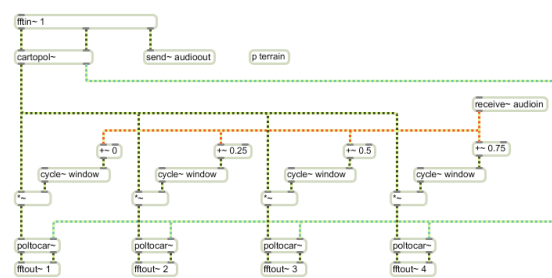 fftin~ 1
cartopol~
send~ audioout
p terrain
receive~ audioin
+~ 0
+~ 0.25
+~ 0.5
+~ 0.75
cycle~ window
cycle~ window
cycle~ window
cycle~ window
*~
*~
*~
*~
poltocar~
poltocar~
poltocar~
poltocar~
fftout~ 1
fftout~ 2
fftout~ 3
fftout~ 4